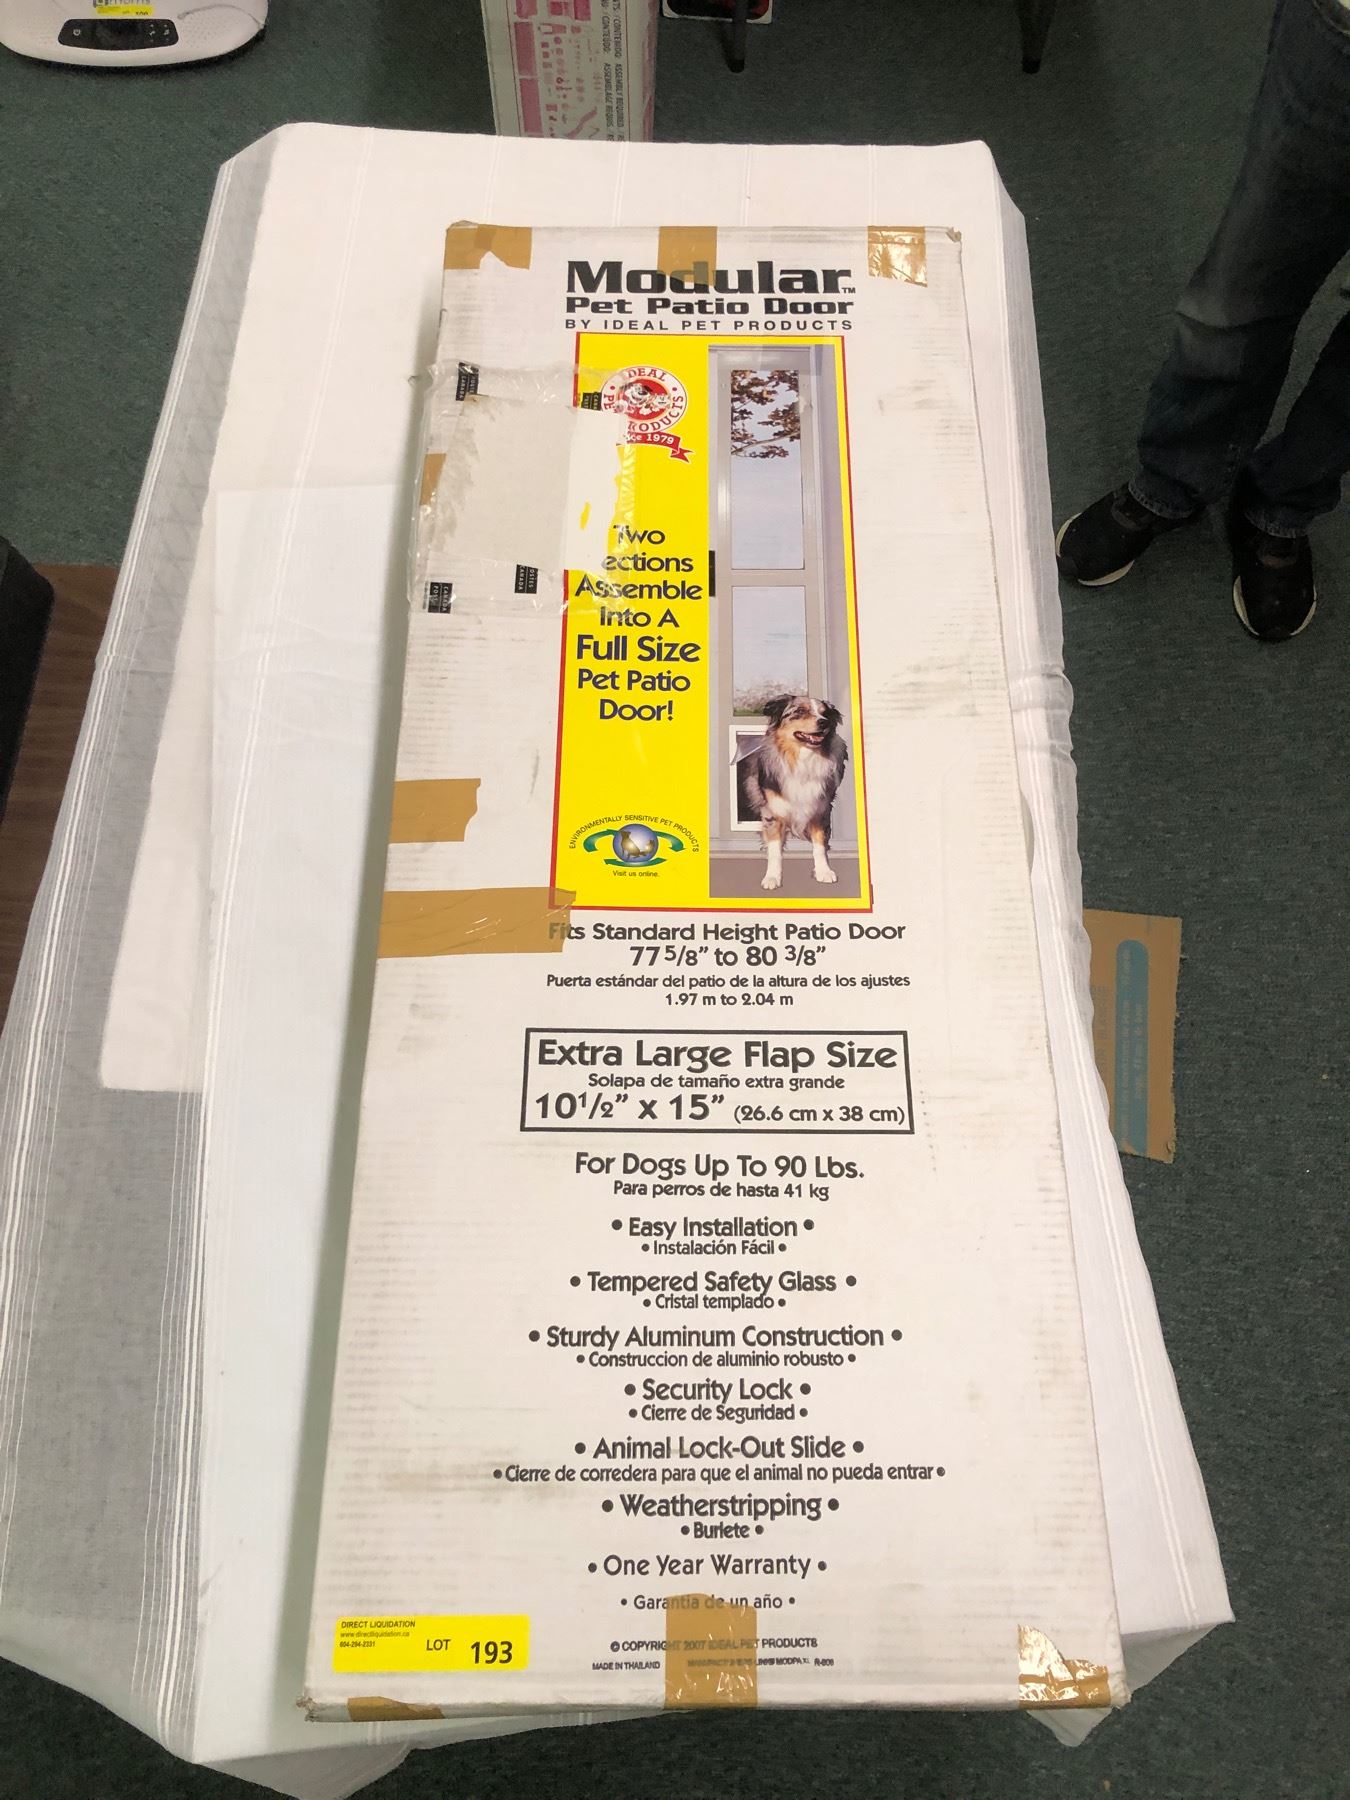 Modular™
Pet Patio Door
BY IDEAL PET PRODUCTS
IDEAL
PRODUCTS
1979
Two
ections
Assemble
Into A
Full Size
Pet Patio
Door!
ENVIRONMENTALLY SENSITIVE PET PRODUCTS
Visit us online.
Fits Standard Height Patio Door
77 5/8” to 80 3/8”
Puerta estándar del patio de la altura de los ajustes
1.97 m to 2.04 m
Extra Large Flap Size
Solapa de tamaño extra grande
10 1/2” x 15” (26.6 cm x 38 cm)
For Dogs Up To 90 Lbs.
Para perros de hasta 41 kg
• Easy Installation •
• Instalación Fácil •
• Tempered Safety Glass •
• Cristal templado •
• Sturdy Aluminum Construction •
• Construccion de aluminio robusto •
• Security Lock •
• Cierre de Seguridad •
• Animal Lock-Out Slide •
• Cierre de corredera para que el animal no pueda entrar •
• Weatherstripping •
• Burlete •
• One Year Warranty •
• Garantia de un año •
© COPYRIGHT 2007 IDEAL PET PRODUCTS
MADE IN THAILAND
DIRECT LIQUIDATION
www.directliquidation.ca
604-294-2331
LOT 193